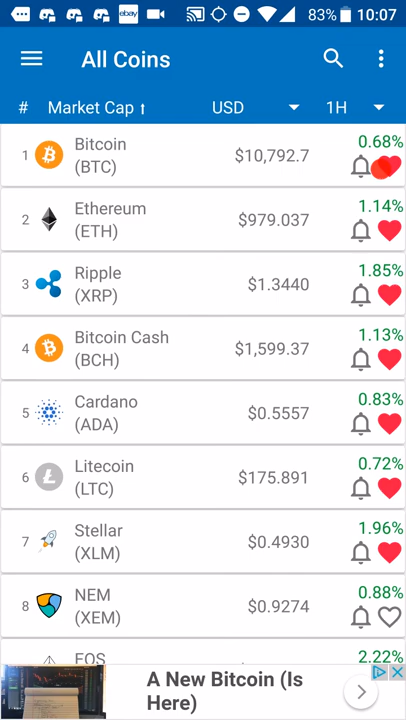 ebay 83% 10:07
All Coins
# Market Cap ↑ USD 1H
1 Bitcoin (BTC) $10,792.7 0.68%
2 Ethereum (ETH) $979.037 1.14%
3 Ripple (XRP) $1.3440 1.85%
4 Bitcoin Cash (BCH) $1,599.37 1.13%
5 Cardano (ADA) $0.5557 0.83%
6 Litecoin (LTC) $175.891 0.72%
7 Stellar (XLM) $0.4930 1.96%
8 NEM (XEM) $0.9274 0.88%
EOS 2.22%
A New Bitcoin (Is
Here)